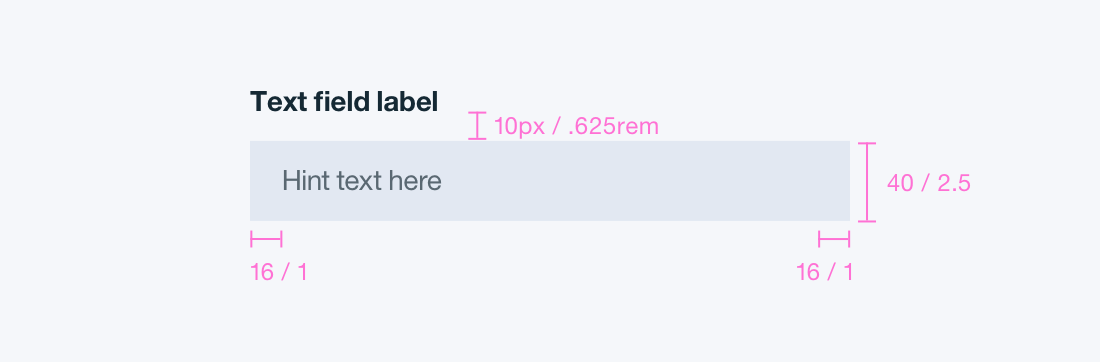 Text field label
10px / .625rem
Hint text here
40 / 2.5
16 / 1
16 / 1